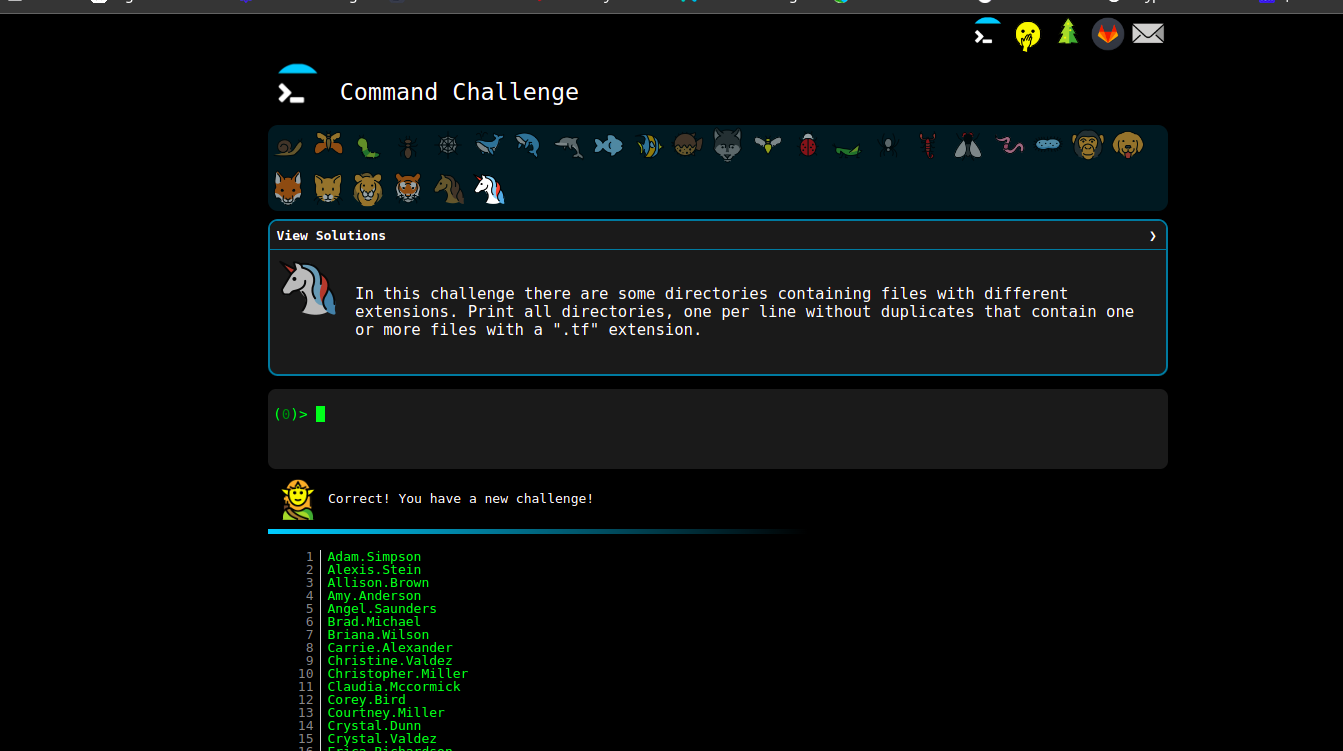 Command Challenge
View Solutions ❯
In this challenge there are some directories containing files with different
extensions. Print all directories, one per line without duplicates that contain one
or more files with a ".tf" extension.
(0)>
Correct! You have a new challenge!
1 Adam.Simpson
2 Alexis.Stein
3 Allison.Brown
4 Amy.Anderson
5 Angel.Saunders
6 Brad.Michael
7 Briana.Wilson
8 Carrie.Alexander
9 Christine.Valdez
10 Christopher.Miller
11 Claudia.Mccormick
12 Corey.Bird
13 Courtney.Miller
14 Crystal.Dunn
15 Crystal.Valdez
16 Erica.Richardson